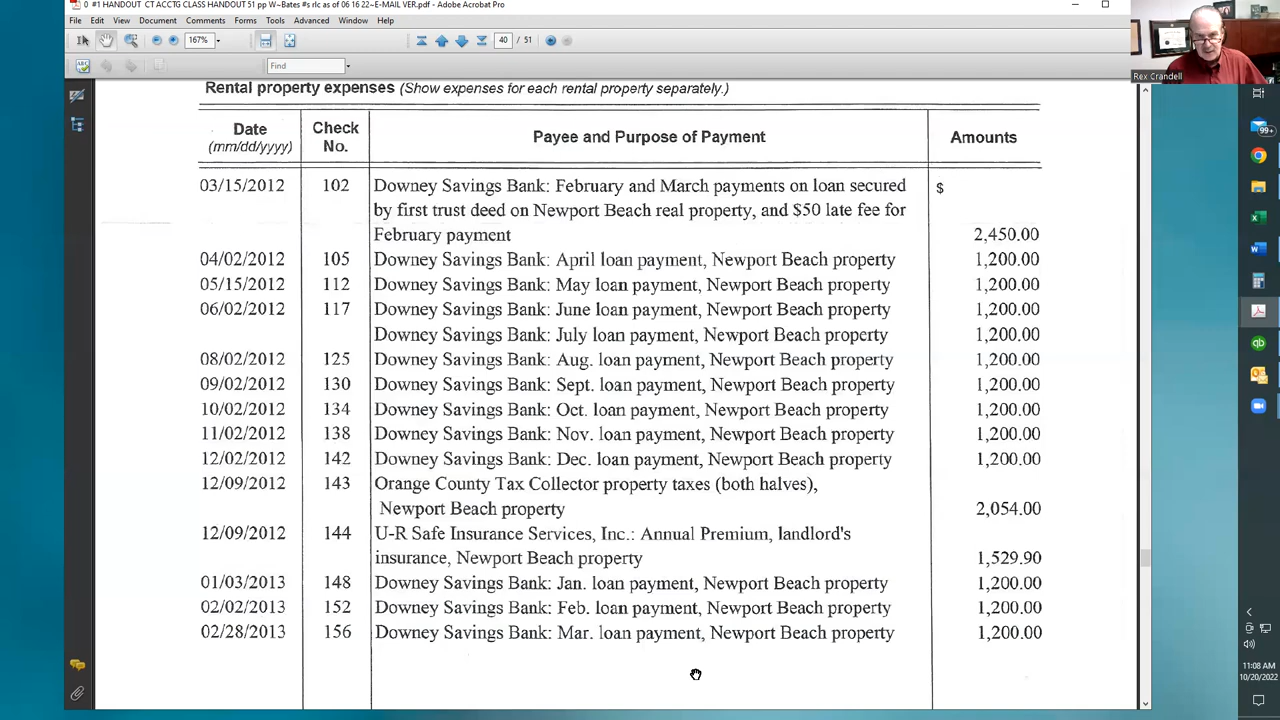 0 #1 HANDOUT CT ACCTG CLASS HANDOUT 51 pp W~Bates #s rlc as of 06 16 22~E-MAIL VER.pdf - Adobe Acrobat Pro
File Edit View Document Comments Forms Tools Advanced Window Help
167% 40 / 51
Find
Rex Crandell
Rental property expenses (Show expenses for each rental property separately.)
Date (mm/dd/yyyy) Check No. Payee and Purpose of Payment Amounts
03/15/2012 102 Downey Savings Bank: February and March payments on loan secured $
by first trust deed on Newport Beach real property, and $50 late fee for
February payment 2,450.00
04/02/2012 105 Downey Savings Bank: April loan payment, Newport Beach property 1,200.00
05/15/2012 112 Downey Savings Bank: May loan payment, Newport Beach property 1,200.00
06/02/2012 117 Downey Savings Bank: June loan payment, Newport Beach property 1,200.00
Downey Savings Bank: July loan payment, Newport Beach property 1,200.00
08/02/2012 125 Downey Savings Bank: Aug. loan payment, Newport Beach property 1,200.00
09/02/2012 130 Downey Savings Bank: Sept. loan payment, Newport Beach property 1,200.00
10/02/2012 134 Downey Savings Bank: Oct. loan payment, Newport Beach property 1,200.00
11/02/2012 138 Downey Savings Bank: Nov. loan payment, Newport Beach property 1,200.00
12/02/2012 142 Downey Savings Bank: Dec. loan payment, Newport Beach property 1,200.00
12/09/2012 143 Orange County Tax Collector property taxes (both halves),
Newport Beach property 2,054.00
12/09/2012 144 U-R Safe Insurance Services, Inc.: Annual Premium, landlord's
insurance, Newport Beach property 1,529.90
01/03/2013 148 Downey Savings Bank: Jan. loan payment, Newport Beach property 1,200.00
02/02/2013 152 Downey Savings Bank: Feb. loan payment, Newport Beach property 1,200.00
02/28/2013 156 Downey Savings Bank: Mar. loan payment, Newport Beach property 1,200.00
99+
11:08 AM
10/20/2022